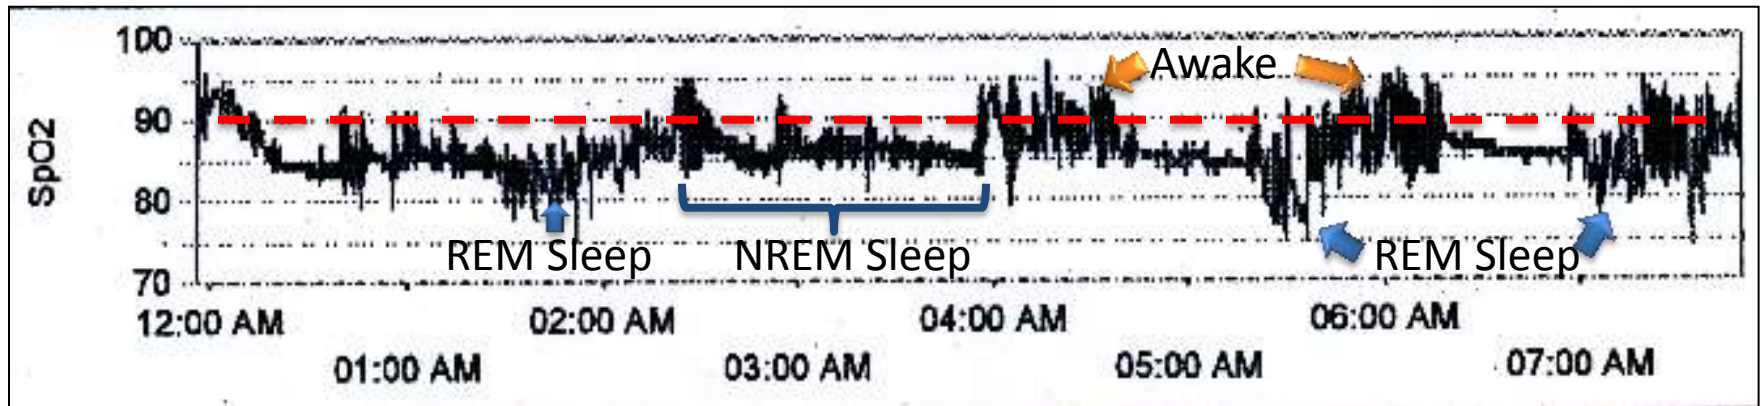 100
Awake
90
SpO2
80
REM Sleep NREM Sleep REM Sleep
70
12:00 AM 02:00 AM 04:00 AM 06:00 AM
01:00 AM 03:00 AM 05:00 AM 07:00 AM